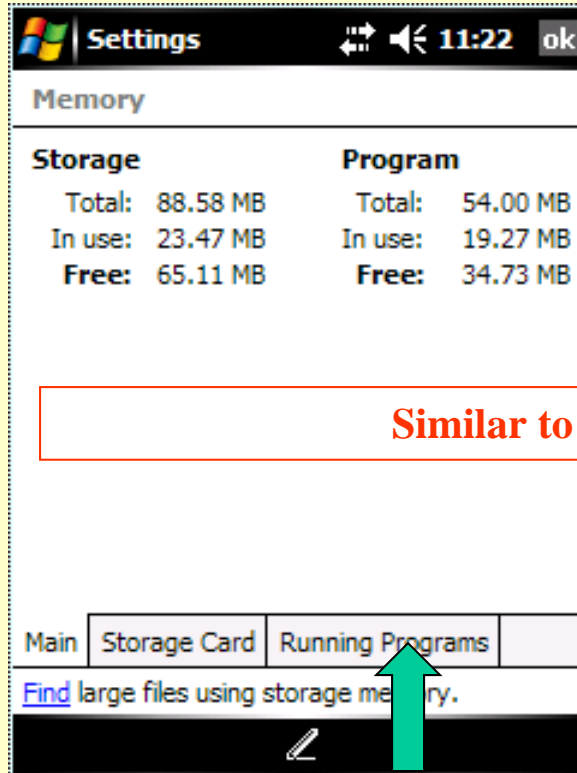 Settings 11:22 ok
Memory
Storage Program
Total: 88.58 MB Total: 54.00 MB
In use: 23.47 MB In use: 19.27 MB
Free: 65.11 MB Free: 34.73 MB
Similar to
Main Storage Card Running Programs
Find large files using storage memory.